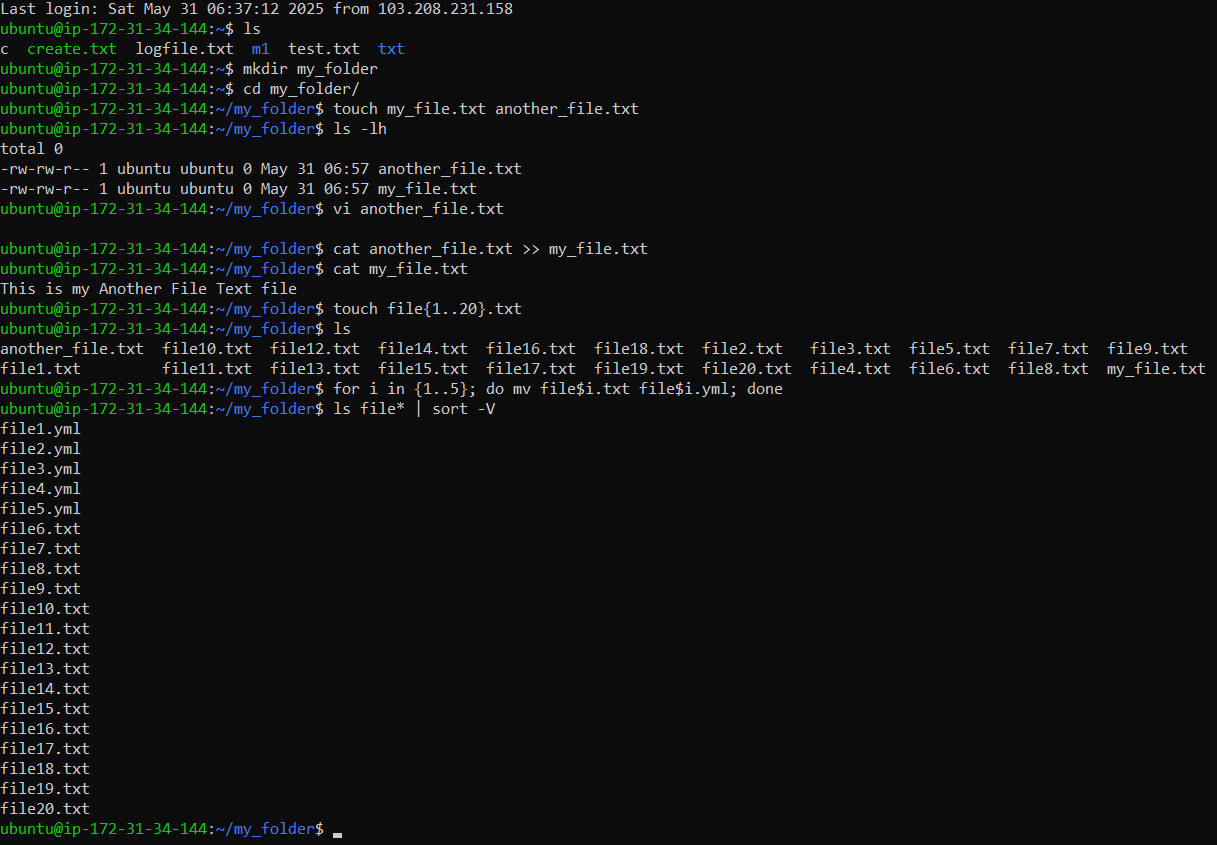 Last login: Sat May 31 06:37:12 2025 from 103.208.231.158
ubuntu@ip-172-31-34-144:~$ ls
c  create.txt  logfile.txt  m1  test.txt  txt
ubuntu@ip-172-31-34-144:~$ mkdir my_folder
ubuntu@ip-172-31-34-144:~$ cd my_folder/
ubuntu@ip-172-31-34-144:~/my_folder$ touch my_file.txt another_file.txt
ubuntu@ip-172-31-34-144:~/my_folder$ ls -lh
total 0
-rw-rw-r-- 1 ubuntu ubuntu 0 May 31 06:57 another_file.txt
-rw-rw-r-- 1 ubuntu ubuntu 0 May 31 06:57 my_file.txt
ubuntu@ip-172-31-34-144:~/my_folder$ vi another_file.txt
ubuntu@ip-172-31-34-144:~/my_folder$ cat another_file.txt >> my_file.txt
ubuntu@ip-172-31-34-144:~/my_folder$ cat my_file.txt
This is my Another File Text file
ubuntu@ip-172-31-34-144:~/my_folder$ touch file{1..20}.txt
ubuntu@ip-172-31-34-144:~/my_folder$ ls
another_file.txt  file10.txt  file12.txt  file14.txt  file16.txt  file18.txt  file2.txt   file3.txt  file5.txt  file7.txt  file9.txt
file1.txt         file11.txt  file13.txt  file15.txt  file17.txt  file19.txt  file20.txt  file4.txt  file6.txt  file8.txt  my_file.txt
ubuntu@ip-172-31-34-144:~/my_folder$ for i in {1..5}; do mv file$i.txt file$i.yml; done
ubuntu@ip-172-31-34-144:~/my_folder$ ls file* | sort -V
file1.yml
file2.yml
file3.yml
file4.yml
file5.yml
file6.txt
file7.txt
file8.txt
file9.txt
file10.txt
file11.txt
file12.txt
file13.txt
file14.txt
file15.txt
file16.txt
file17.txt
file18.txt
file19.txt
file20.txt
ubuntu@ip-172-31-34-144:~/my_folder$